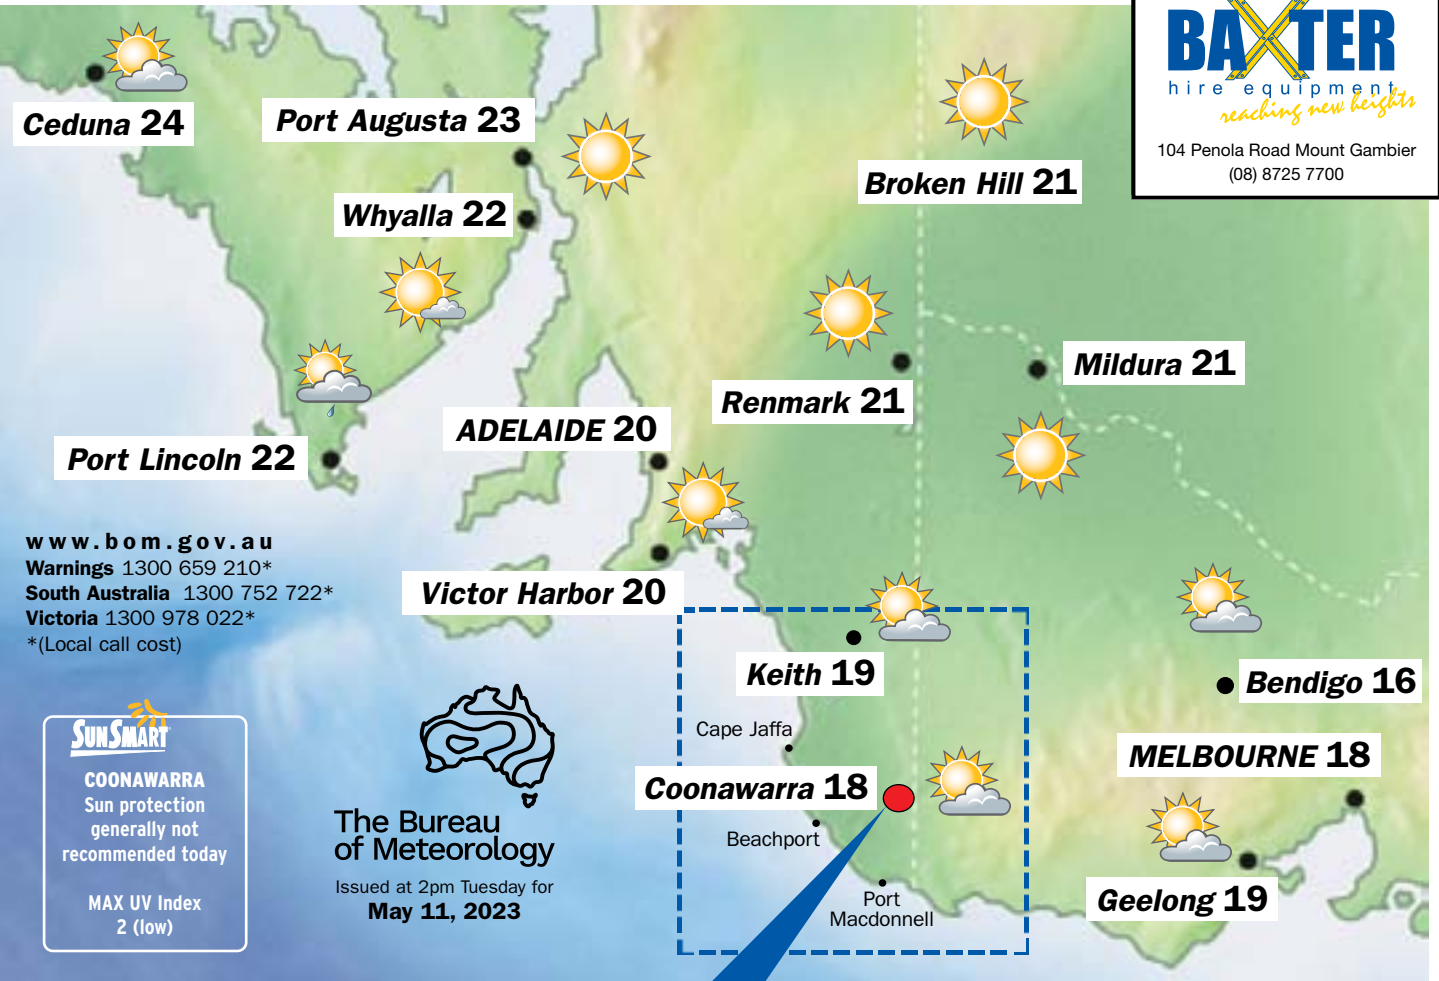 BAXTER
hire equipment
reaching new heights
104 Penola Road Mount Gambier
(08) 8725 7700
Ceduna 24
Port Augusta 23
Whyalla 22
Broken Hill 21
Renmark 21
Mildura 21
ADELAIDE 20
Port Lincoln 22
Victor Harbor 20
www.bom.gov.au
Warnings 1300 659 210*
South Australia 1300 752 722*
Victoria 1300 978 022*
*(Local call cost)
Keith 19
Bendigo 16
Cape Jaffa
MELBOURNE 18
Coonawarra 18
Beachport
Geelong 19
Port
Macdonnell
SUNSMART
COONAWARRA
Sun protection
generally not
recommended today
MAX UV Index
2 (low)
The Bureau
of Meteorology
Issued at 2pm Tuesday for
May 11, 2023